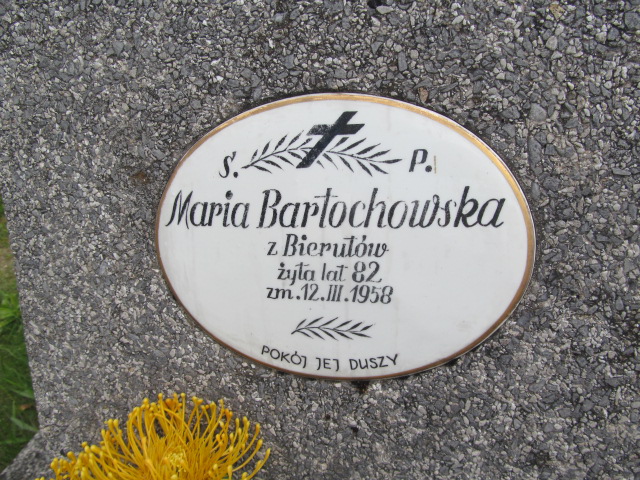 Ś. P.
Maria Bartochowska
z Bierutów
żyła lat 82
zm. 12. III. 1958
POKÓJ JEJ DUSZY